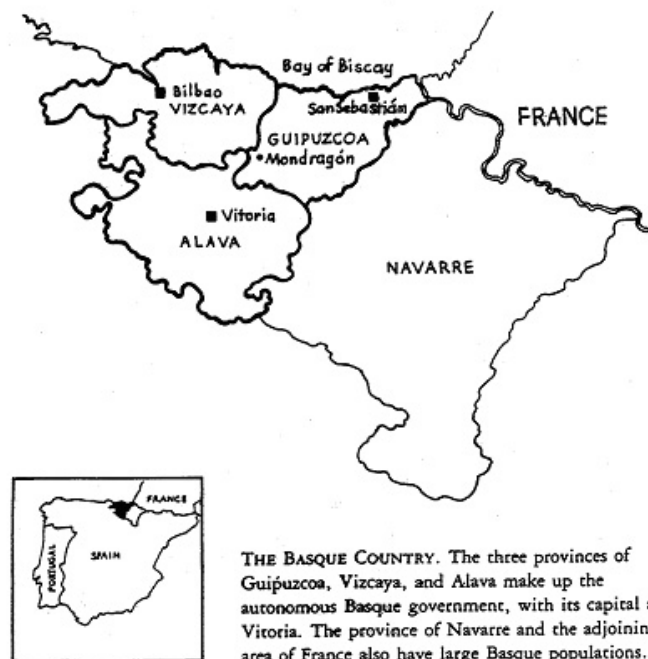 Bay of Biscay
Bilbao
VIZCAYA
San Sebastián
FRANCE
GUIPUZCOA
Mondragón
Vitoria
ALAVA
NAVARRE
FRANCE
PORTUGAL
SPAIN
THE BASQUE COUNTRY. The three provinces of
Guipuzcoa, Vizcaya, and Alava make up the
autonomous Basque government, with its capital
Vitoria. The province of Navarre and the adjoinin
area of France also have large Basque populations.